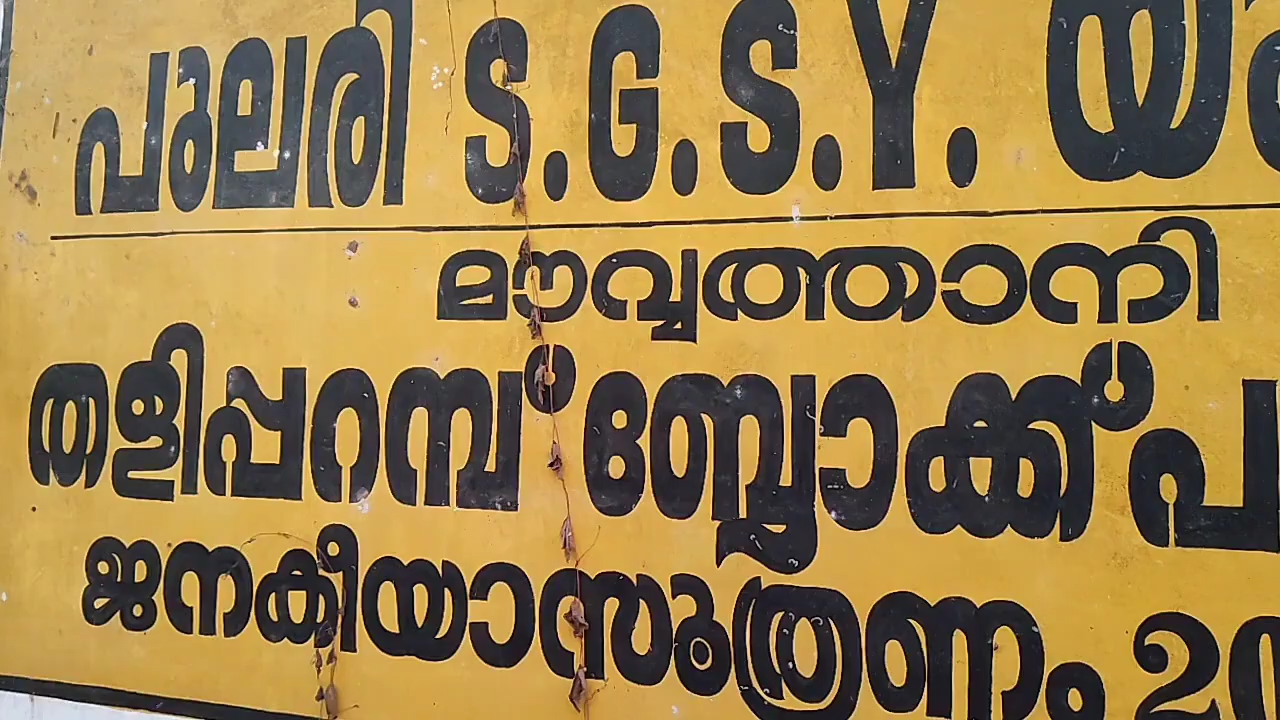 പുലരി S.G.S.Y.
മൗവ്വത്താനി
തളിപ്പറമ്പ് ബ്ലോക്ക്
ജനകീയാസൂത്രണം